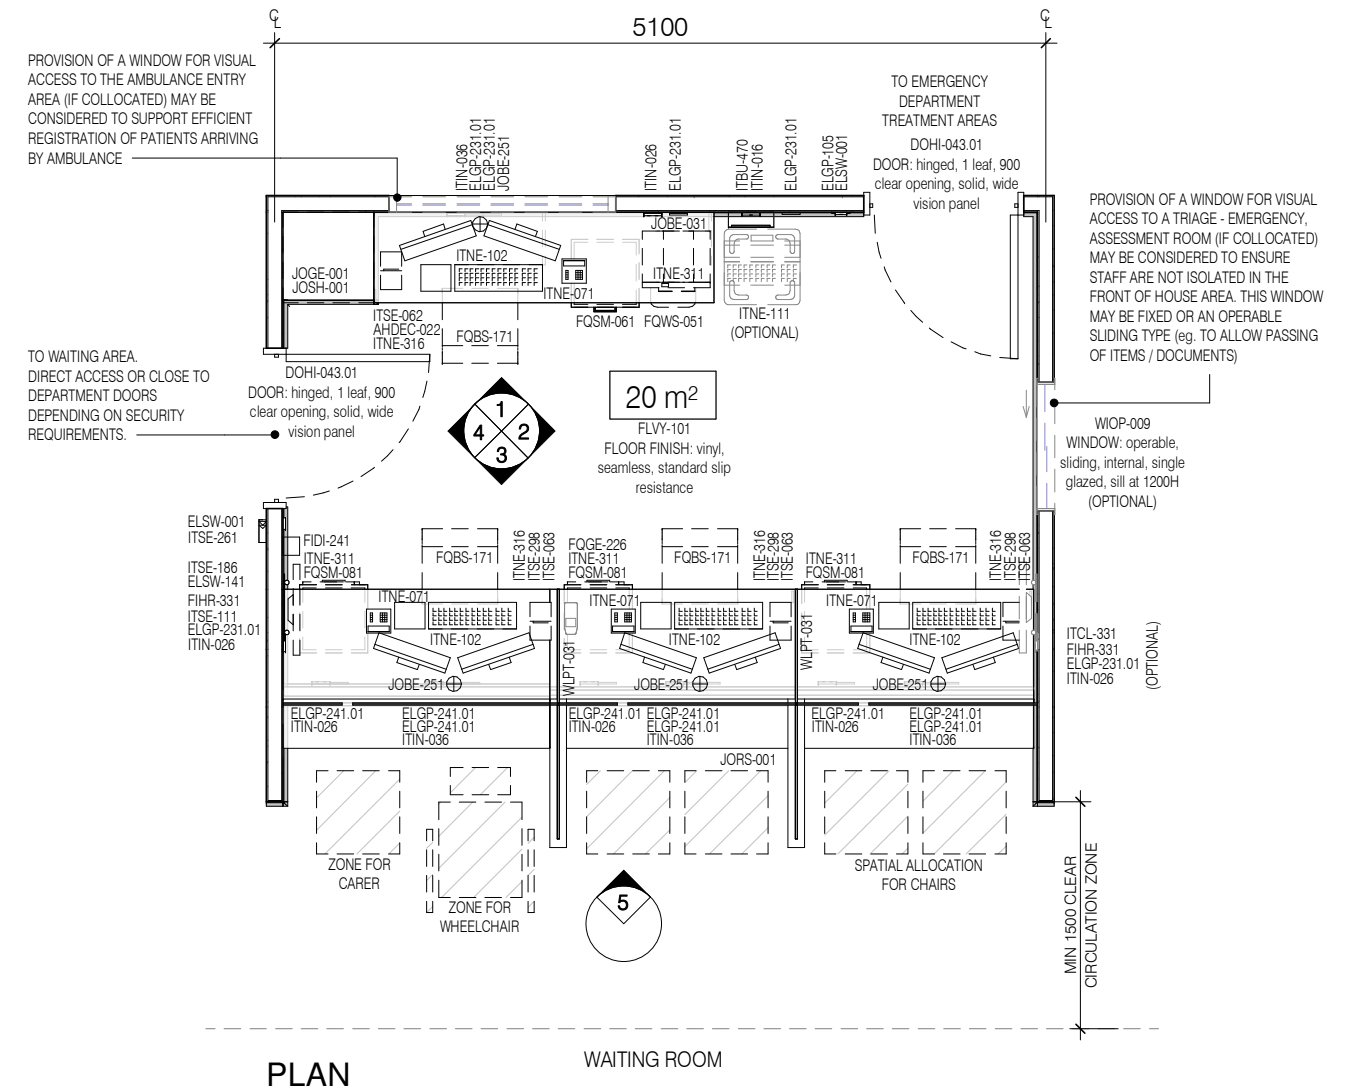 ℄
5100
℄
PROVISION OF A WINDOW FOR VISUAL
ACCESS TO THE AMBULANCE ENTRY
AREA (IF COLLOCATED) MAY BE
CONSIDERED TO SUPPORT EFFICIENT
REGISTRATION OF PATIENTS ARRIVING
BY AMBULANCE
ITIN-036
ELGP-231.01
ELGP-231.01
JOBE-251
ITIN-026
ELGP-231.01
ITBU-470
ITIN-016
ELGP-231.01
ELGP-105
ELSW-001
TO EMERGENCY
DEPARTMENT
TREATMENT AREAS
DOHI-043.01
DOOR: hinged, 1 leaf, 900
clear opening, solid, wide
vision panel
PROVISION OF A WINDOW FOR VISUAL
ACCESS TO A TRIAGE - EMERGENCY,
ASSESSMENT ROOM (IF COLLOCATED)
MAY BE CONSIDERED TO ENSURE
STAFF ARE NOT ISOLATED IN THE
FRONT OF HOUSE AREA. THIS WINDOW
MAY BE FIXED OR AN OPERABLE
SLIDING TYPE (eg. TO ALLOW PASSING
OF ITEMS / DOCUMENTS)
JOGE-001
JOSH-001
ITNE-102
ITNE-071
JOBE-031
ITNE-311
ITSE-062
AHDEC-022
ITNE-316
FQBS-171
FQSM-061
FQWS-051
ITNE-111
(OPTIONAL)
TO WAITING AREA.
DIRECT ACCESS OR CLOSE TO
DEPARTMENT DOORS
DEPENDING ON SECURITY
REQUIREMENTS.
DOHI-043.01
DOOR: hinged, 1 leaf, 900
clear opening, solid, wide
vision panel
1
4 2
3
20 m²
FLVY-101
FLOOR FINISH: vinyl,
seamless, standard slip
resistance
WIOP-009
WINDOW: operable,
sliding, internal, single
glazed, sill at 1200H
(OPTIONAL)
ELSW-001
ITSE-261
ITSE-186
ELSW-141
FIHR-331
ITSE-111
ELGP-231.01
ITIN-026
FIDI-241
ITNE-311
FQSM-081
FQBS-171
ITNE-316
ITSE-298
ITSE-063
FQGE-226
ITNE-311
FQSM-081
FQBS-171
ITNE-316
ITSE-298
ITSE-063
ITNE-311
FQSM-081
FQBS-171
ITNE-316
ITSE-298
ITSE-063
ITNE-071
ITNE-102
JOBE-251
WLPT-031
ITNE-071
ITNE-102
JOBE-251
WLPT-031
ITNE-071
ITNE-102
JOBE-251
ITCL-331
FIHR-331
ELGP-231.01
ITIN-026
(OPTIONAL)
ELGP-241.01
ITIN-026
ELGP-241.01
ELGP-241.01
ITIN-036
ELGP-241.01
ITIN-026
ELGP-241.01
ELGP-241.01
ITIN-036
ELGP-241.01
ITIN-026
ELGP-241.01
ELGP-241.01
ITIN-036
JORS-001
ZONE FOR
CARER
ZONE FOR
WHEELCHAIR
SPATIAL ALLOCATION
FOR CHAIRS
5
MIN 1500 CLEAR
CIRCULATION ZONE
WAITING ROOM
PLAN